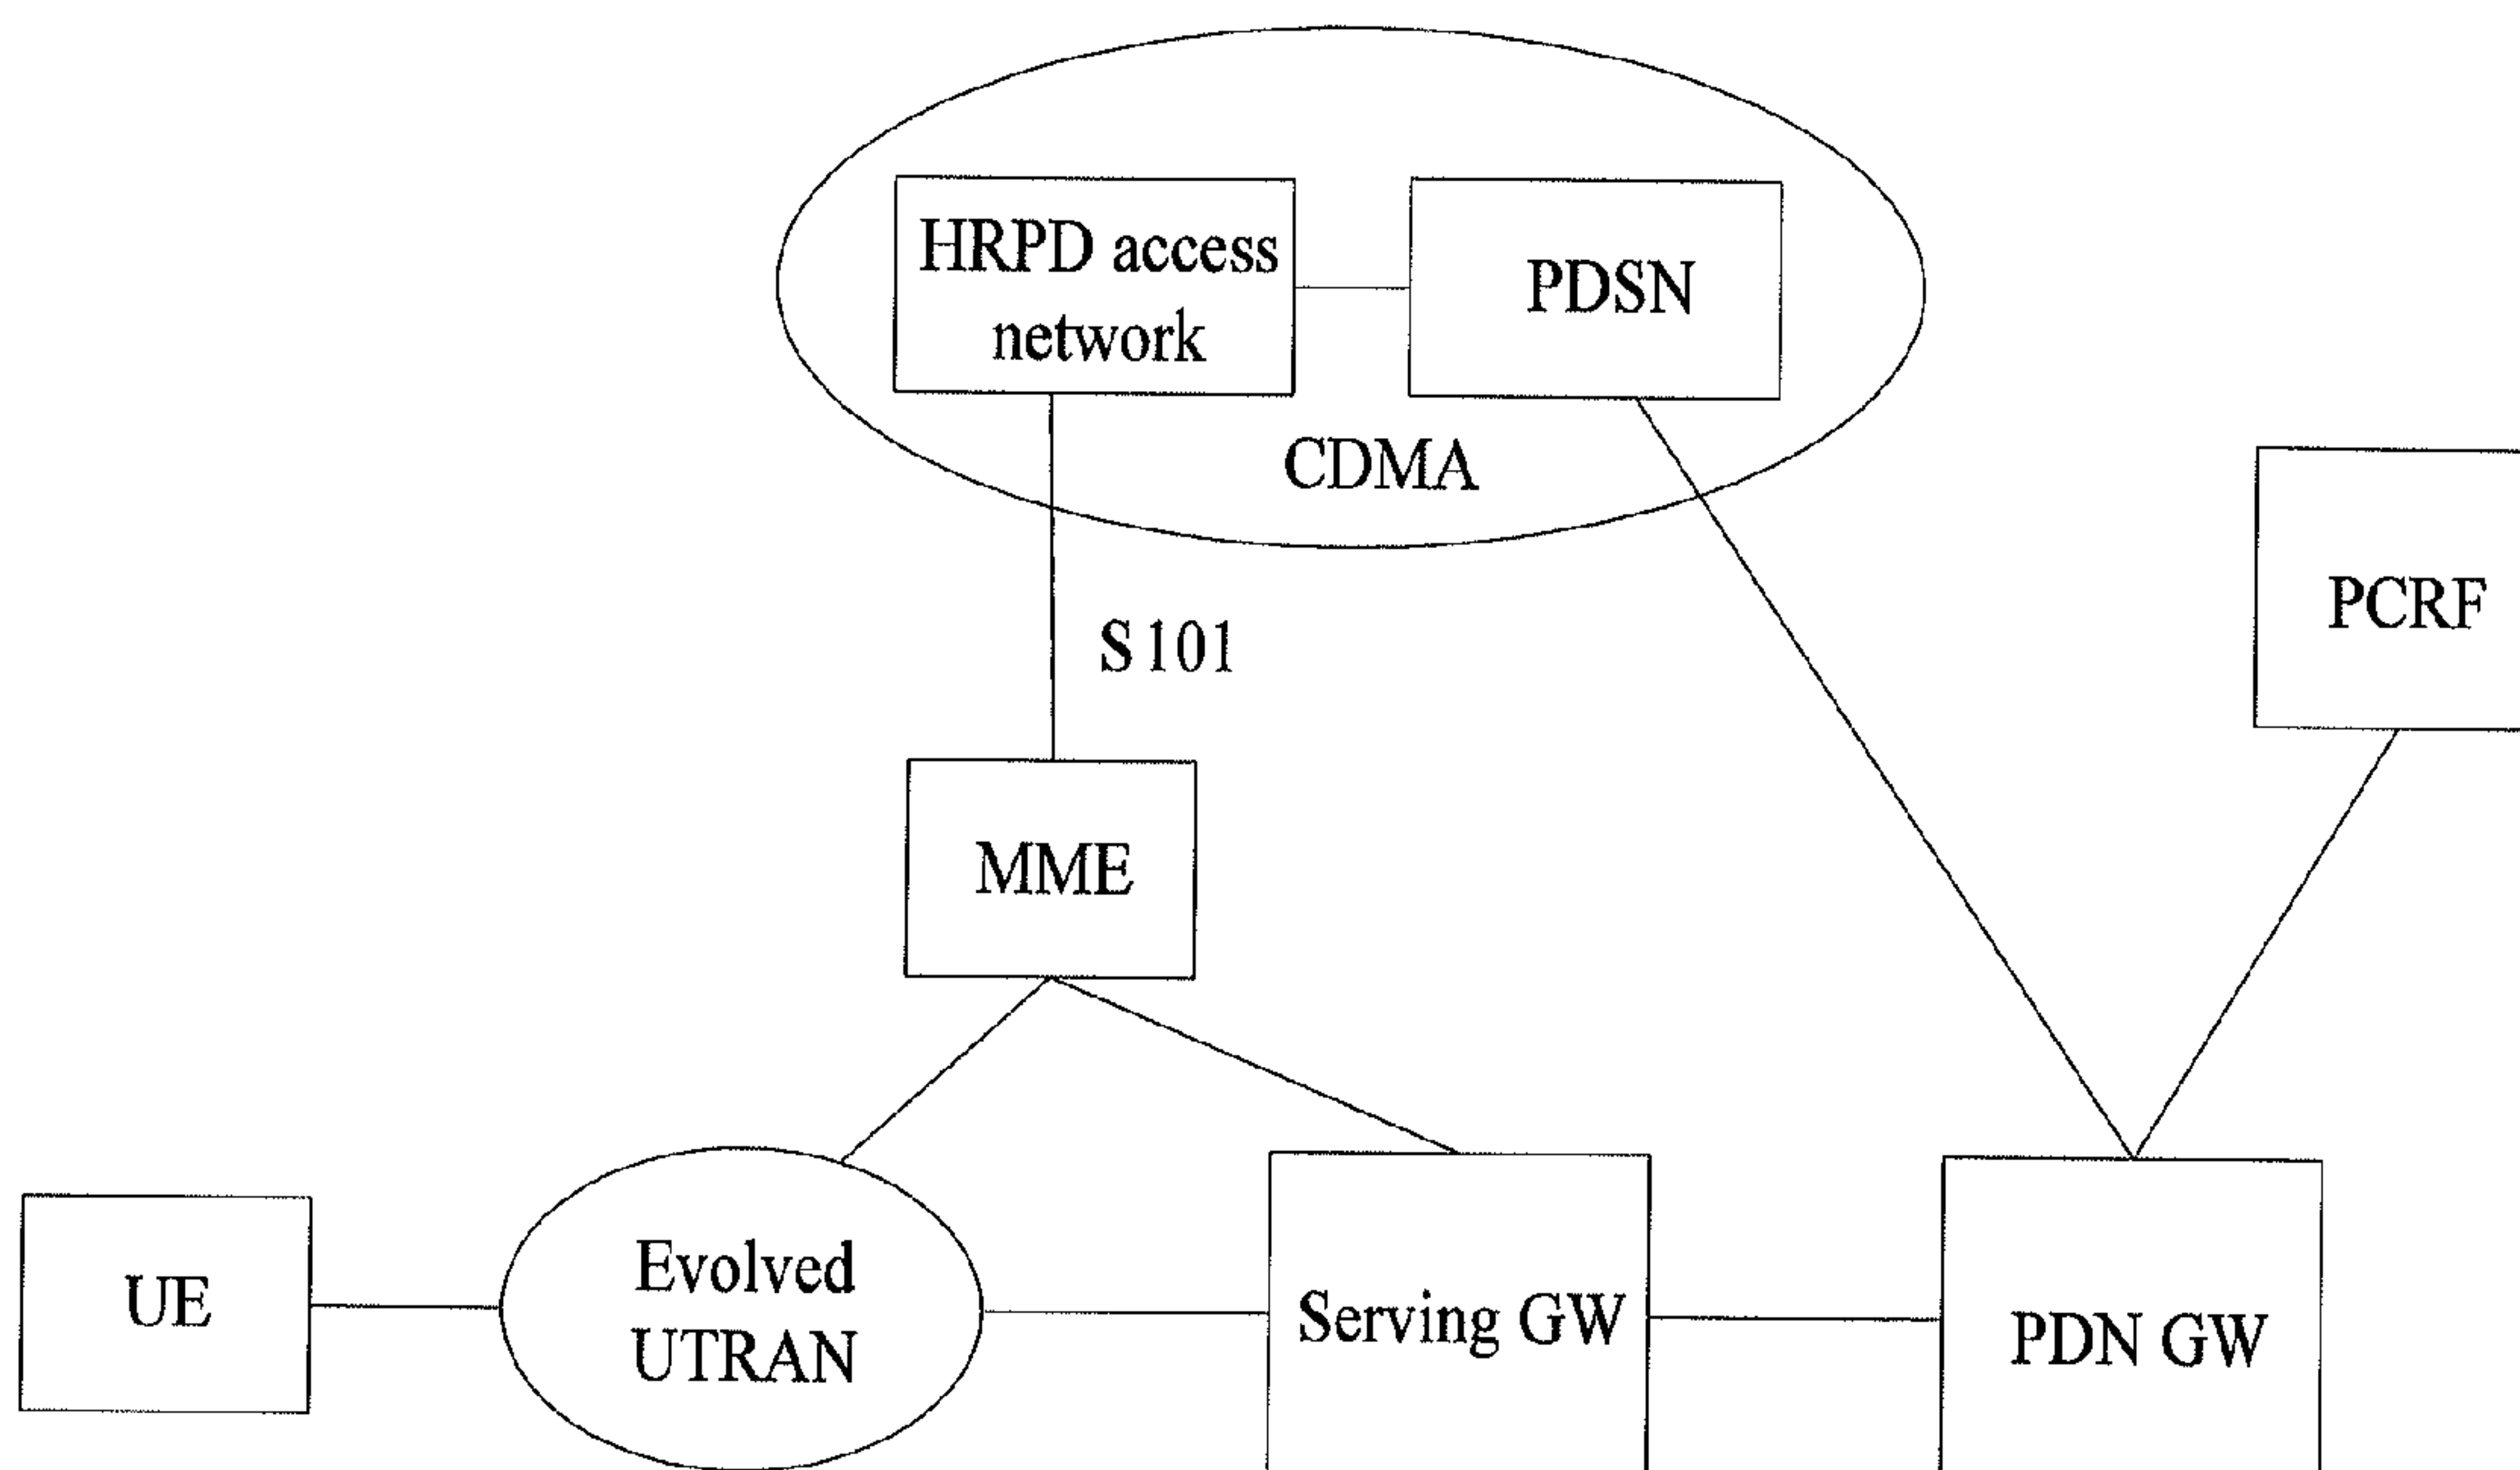 HRPD access
network
PDSN
CDMA
PCRF
S101
MME
UE
Evolved
UTRAN
Serving GW
PDN GW